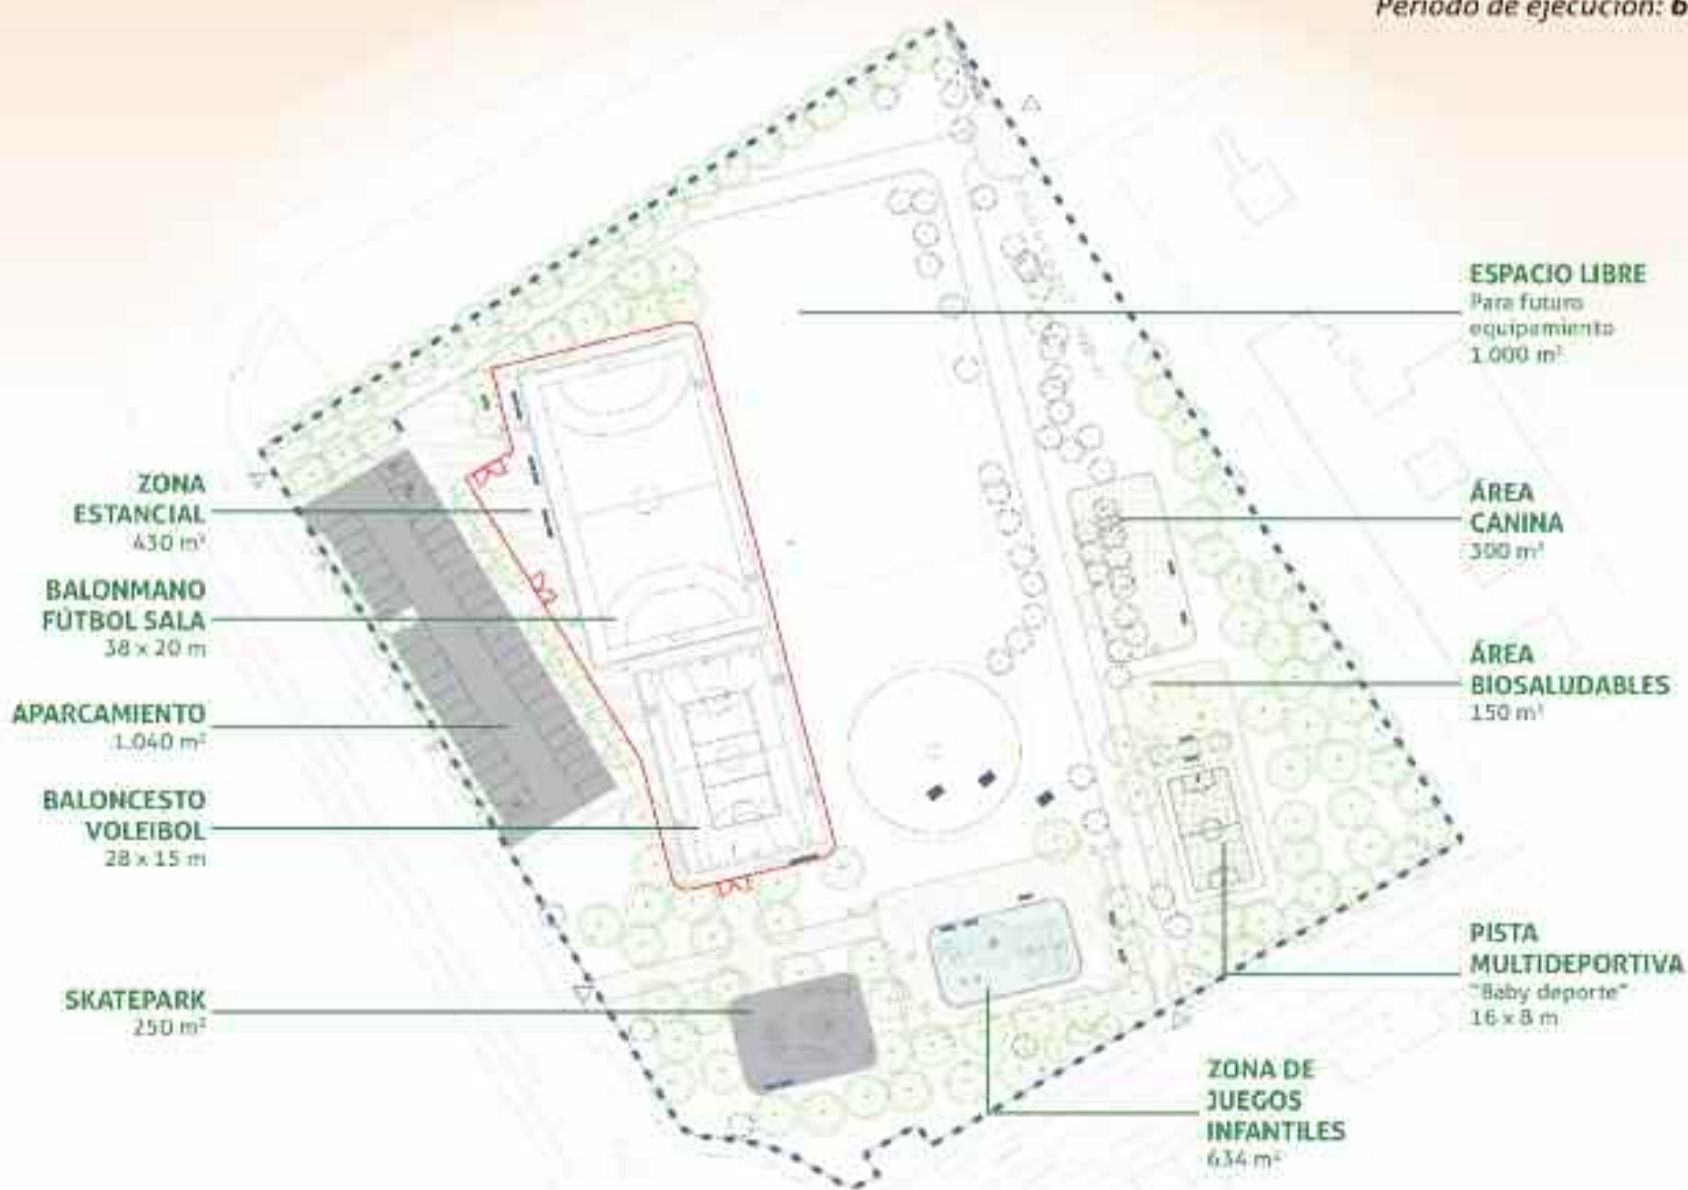 Periodo de ejecución: 6
ESPACIO LIBRE
Para futuro
equipamiento
1.000 m²
ZONA
ESTANCIAL
430 m²
ÁREA
CANINA
300 m²
BALONMANO
FÚTBOL SALA
38 x 20 m
ÁREA
BIOSALUDABLES
150 m²
APARCAMIENTO
1.040 m²
BALONCESTO
VOLEIBOL
28 x 15 m
PISTA
MULTIDEPORTIVA
"Baby deporte"
16 x 8 m
SKATEPARK
250 m²
ZONA DE
JUEGOS
INFANTILES
634 m²